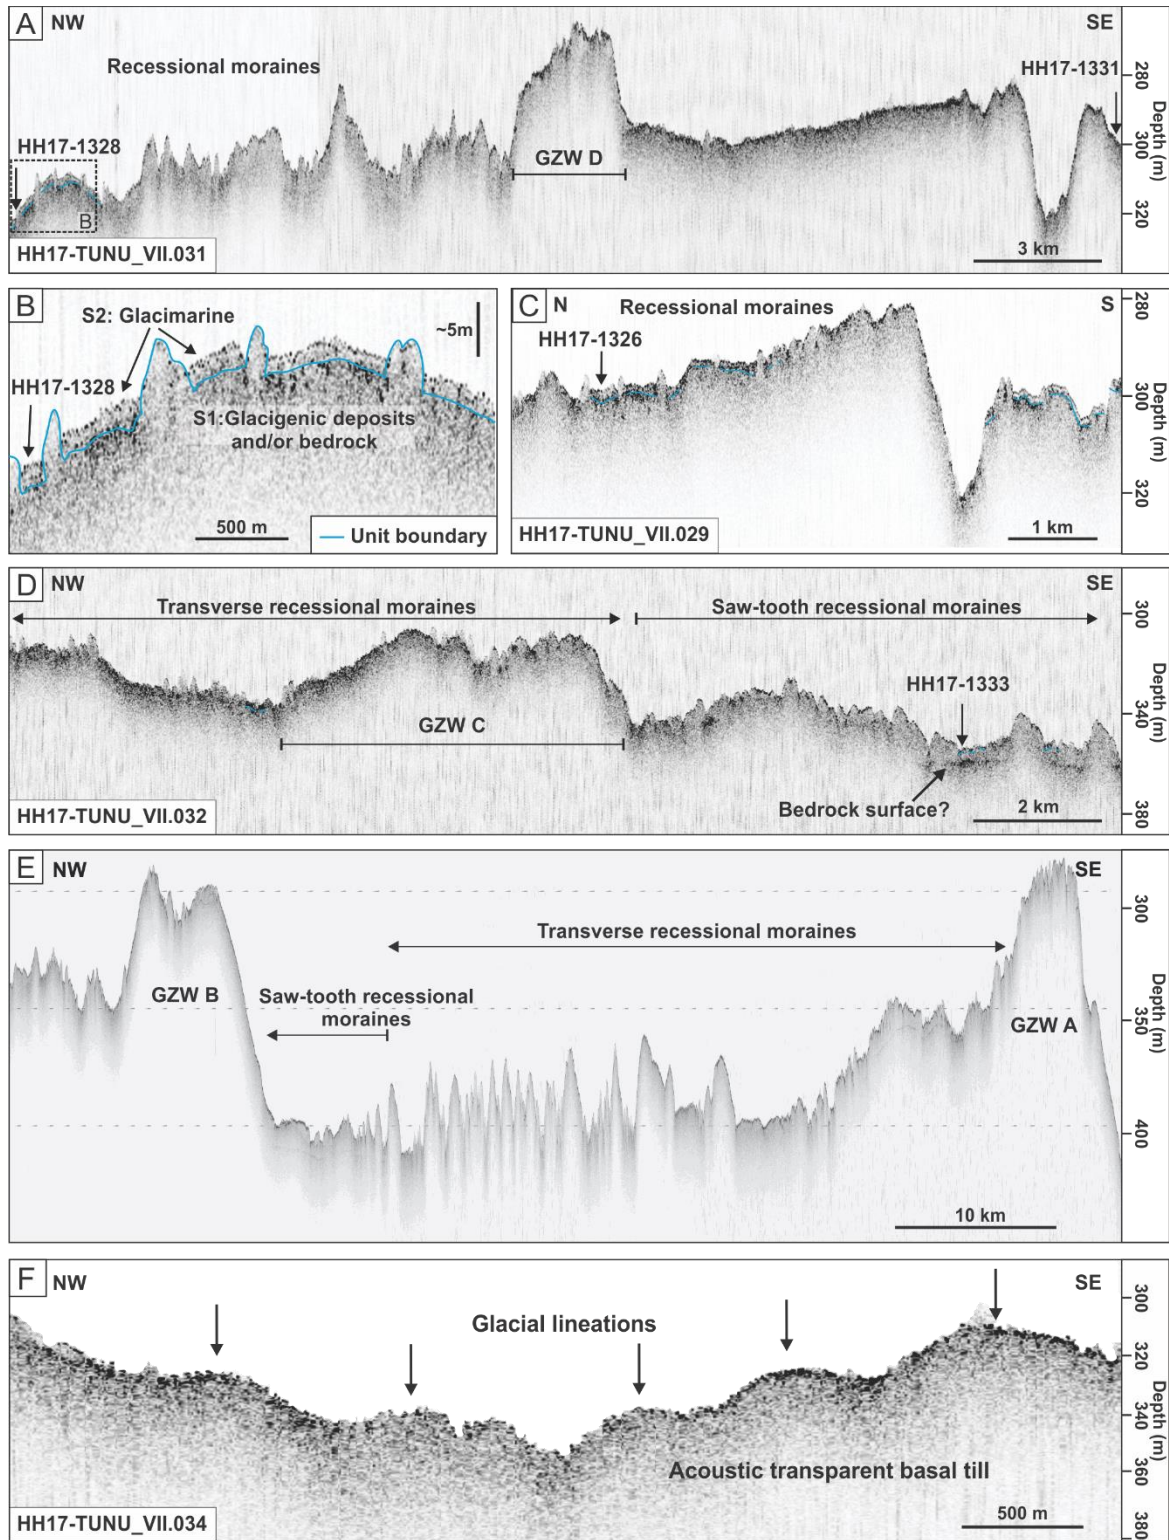 A NW
SE
Recessional moraines
HH17-1331
HH17-1328
GZW D
B
3 km
HH17-TUNU_VII.031
280
300
320
Depth (m)
B
S2: Glacimarine
~5m
HH17-1328
S1:Glacigenic deposits
and/or bedrock
500 m
Unit boundary
C N
Recessional moraines
S
HH17-1326
1 km
HH17-TUNU_VII.029
280
300
320
Depth (m)
D NW
SE
Transverse recessional moraines
Saw-tooth recessional moraines
HH17-1333
GZW C
Bedrock surface?
2 km
HH17-TUNU_VII.032
300
340
380
Depth (m)
E NW
SE
Transverse recessional moraines
GZW B
Saw-tooth recessional
moraines
GZW A
10 km
300
350
400
Depth (m)
F NW
SE
Glacial lineations
Acoustic transparent basal till
500 m
HH17-TUNU_VII.034
300
320
340
360
380
Depth (m)